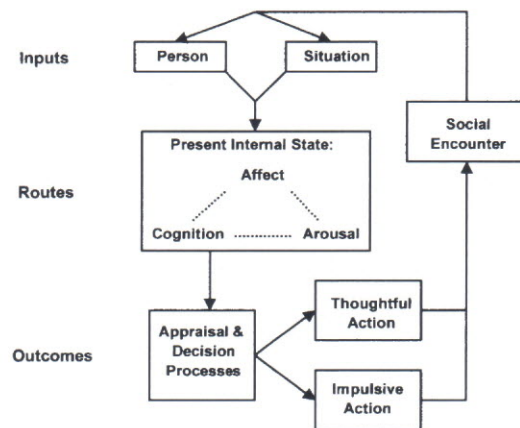 Inputs
Person
Situation
Social
Encounter
Routes
Present Internal State:
Affect
Cognition
Arousal
Outcomes
Appraisal &
Decision
Processes
Thoughtful
Action
Impulsive
Action